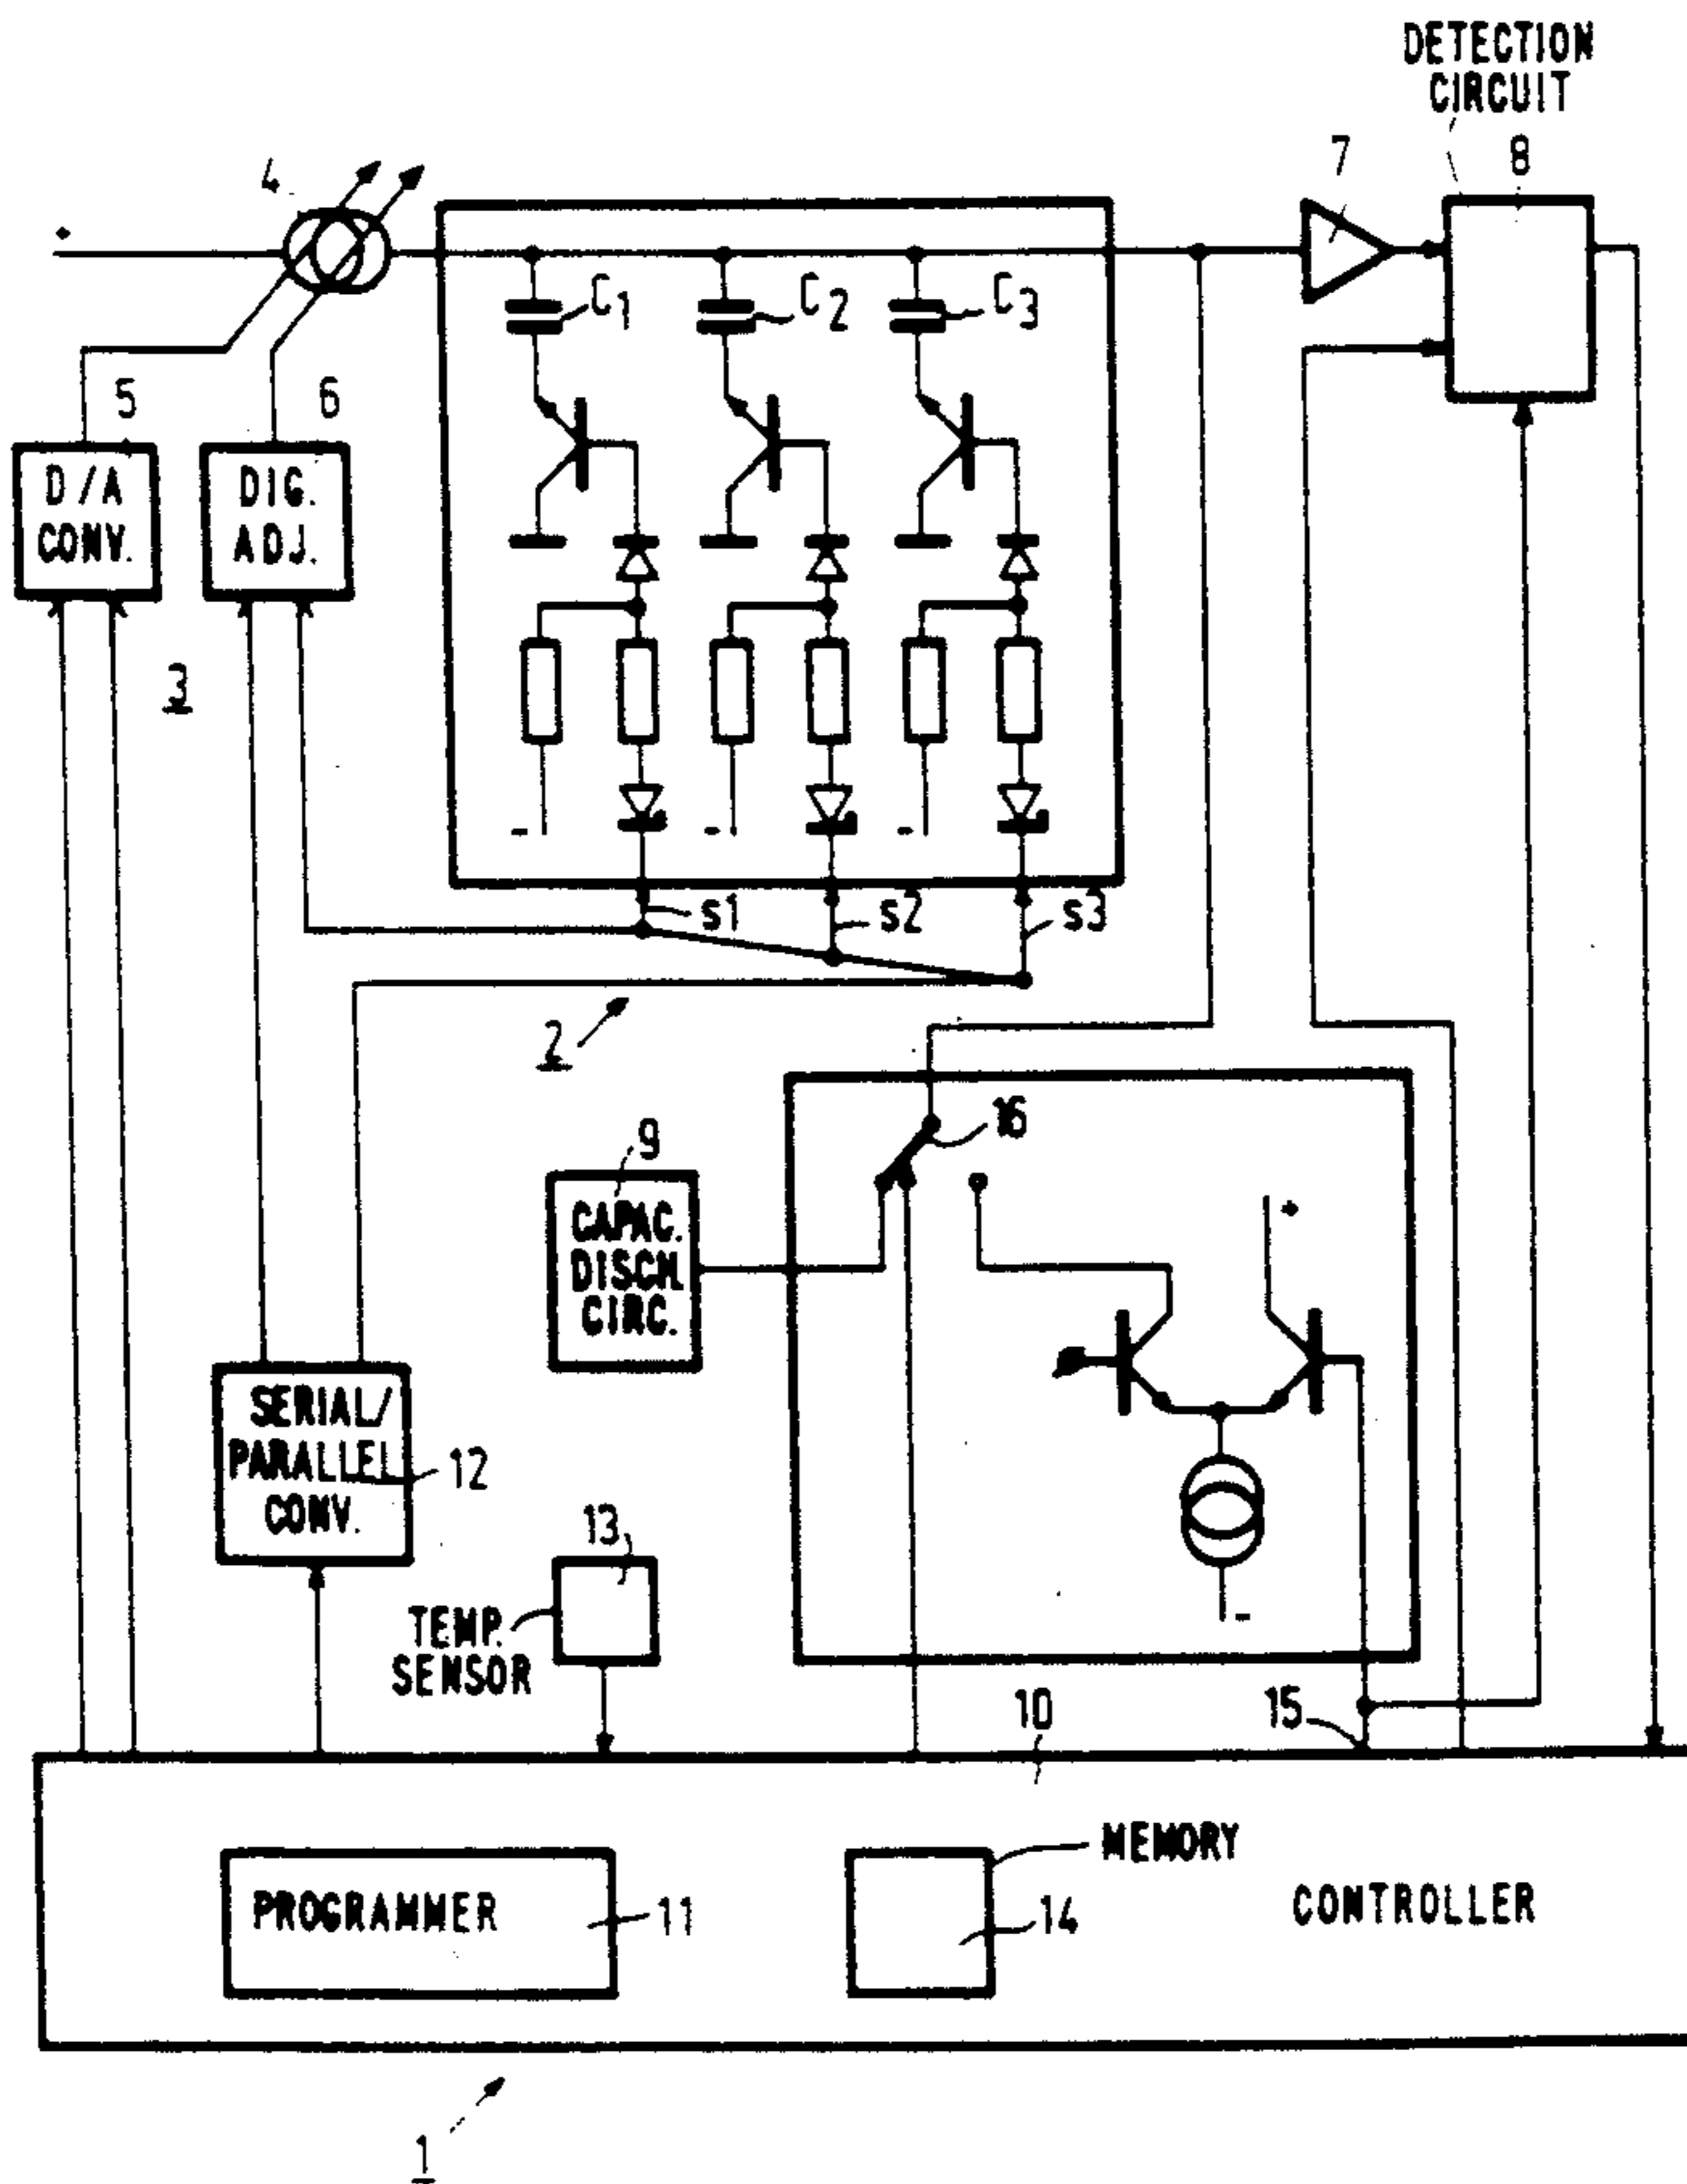 DETECTION
CIRCUIT
4
7
8
+
C1
C2
C3
5
6
D/A
CONV.
DIG.
ADJ.
3
-
-
-
s1
s2
s3
2
16
9
CAPAC.
DISCH.
CIRC.
+
SERIAL/
PARALLEL
CONV.
12
13
TEMP.
SENSOR
-
10
15
MEMORY
PROGRAMMER
11
14
CONTROLLER
1